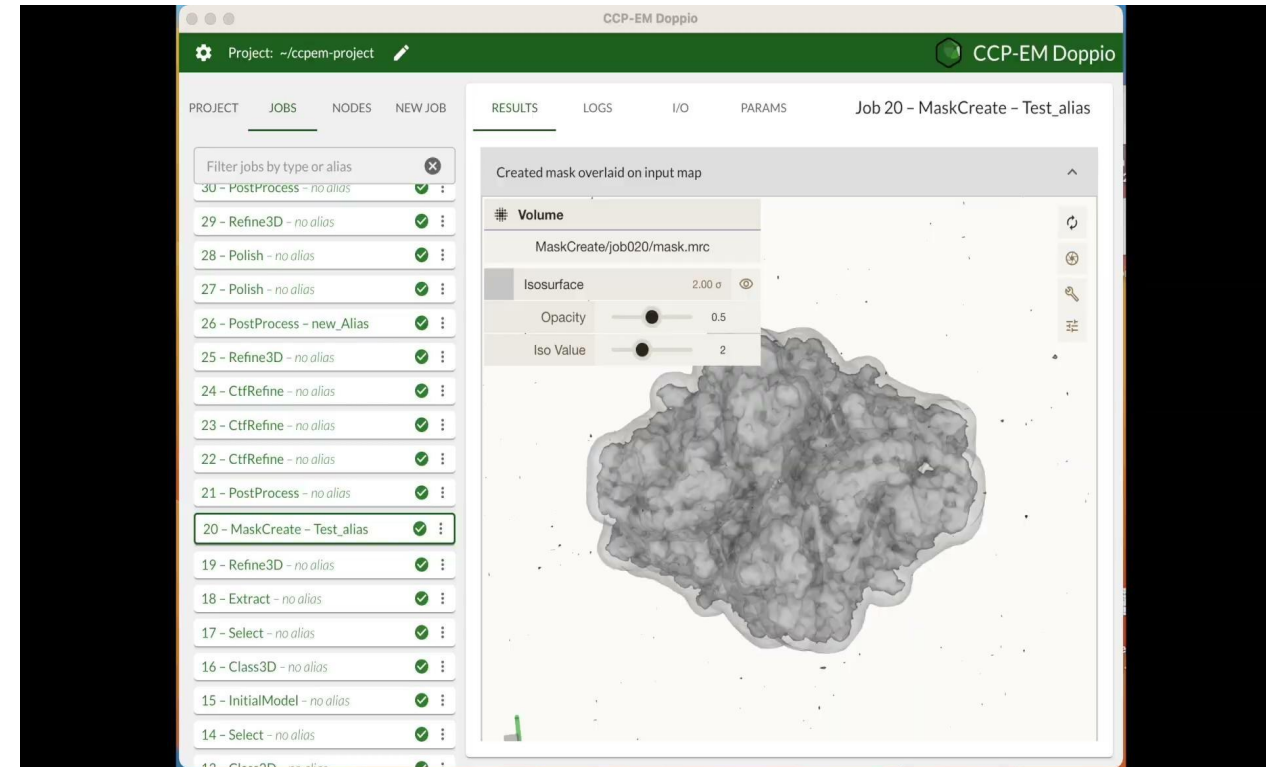 CCP-EM Doppio
Project: ~/ccpem-project
CCP-EM Doppio
PROJECT JOBS NODES NEW JOB
Filter jobs by type or alias
30 – PostProcess – no alias
29 – Refine3D – no alias
28 – Polish – no alias
27 – Polish – no alias
26 – PostProcess – new_Alias
25 – Refine3D – no alias
24 – CtfRefine – no alias
23 – CtfRefine – no alias
22 – CtfRefine – no alias
21 – PostProcess – no alias
20 – MaskCreate – Test_alias
19 – Refine3D – no alias
18 – Extract – no alias
17 – Select – no alias
16 – Class3D – no alias
15 – InitialModel – no alias
14 – Select – no alias
RESULTS LOGS I/O PARAMS
Job 20 – MaskCreate – Test_alias
Created mask overlaid on input map
Volume
MaskCreate/job020/mask.mrc
Isosurface 2.00 σ
Opacity 0.5
Iso Value 2